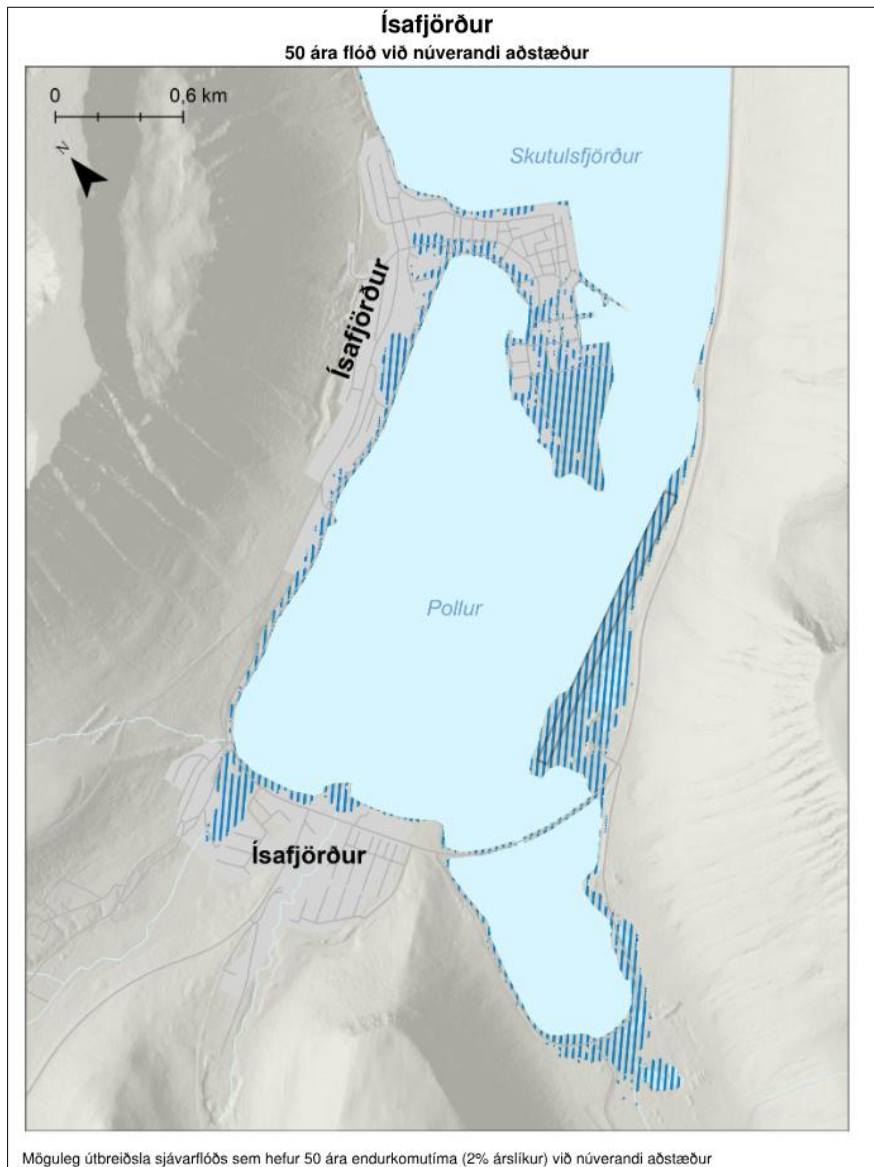 Ísafjörður
50 ára flóð við núverandi aðstæður
0 0,6 km
N
Skutulsfjörður
Ísafjörður
Pollur
Ísafjörður
Möguleg útbreiðsla sjávarflóðs sem hefur 50 ára endurkomutíma (2% árslíkur) við núverandi aðstæður